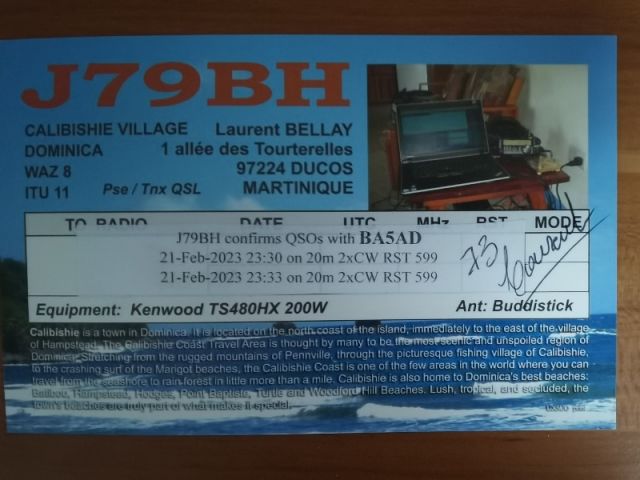 J79BH
CALIBISHIE VILLAGE Laurent BELLAY
DOMINICA 1 allée des Tourterelles
WAZ 8 97224 DUCOS
ITU 11 Pse / Tnx QSL MARTINIQUE
TO RADIO DATE UTC MHz RST MODE
J79BH confirms QSOs with BA5AD
21-Feb-2023 23:30 on 20m 2xCW RST 599
21-Feb-2023 23:33 on 20m 2xCW RST 599
73
Equipment: Kenwood TS480HX 200W Ant: Buddistick
Calibishie is a town in Dominica. It is located on the north coast of the island, immediately to the east of the village
of Hampstead. The Calibishie Coast Travel Area is thought by many to be the most scenic and unspoiled region of
Dominica. Stretching from the rugged mountains of Pennville, through the picturesque fishing village of Calibishie,
to the crashing surf of the Marigot beaches, the Calibishie Coast is one of the few areas in the world where you can
travel from the seashore to rain forest in little more than a mile. Calibishie is also home to Dominica's best beaches:
Batibou, Hampstead, Hodges, Point Baptiste, Turtle and Woodford Hill Beaches. Lush, tropical, and secluded, the
town's beaches are truly part of what makes it special.